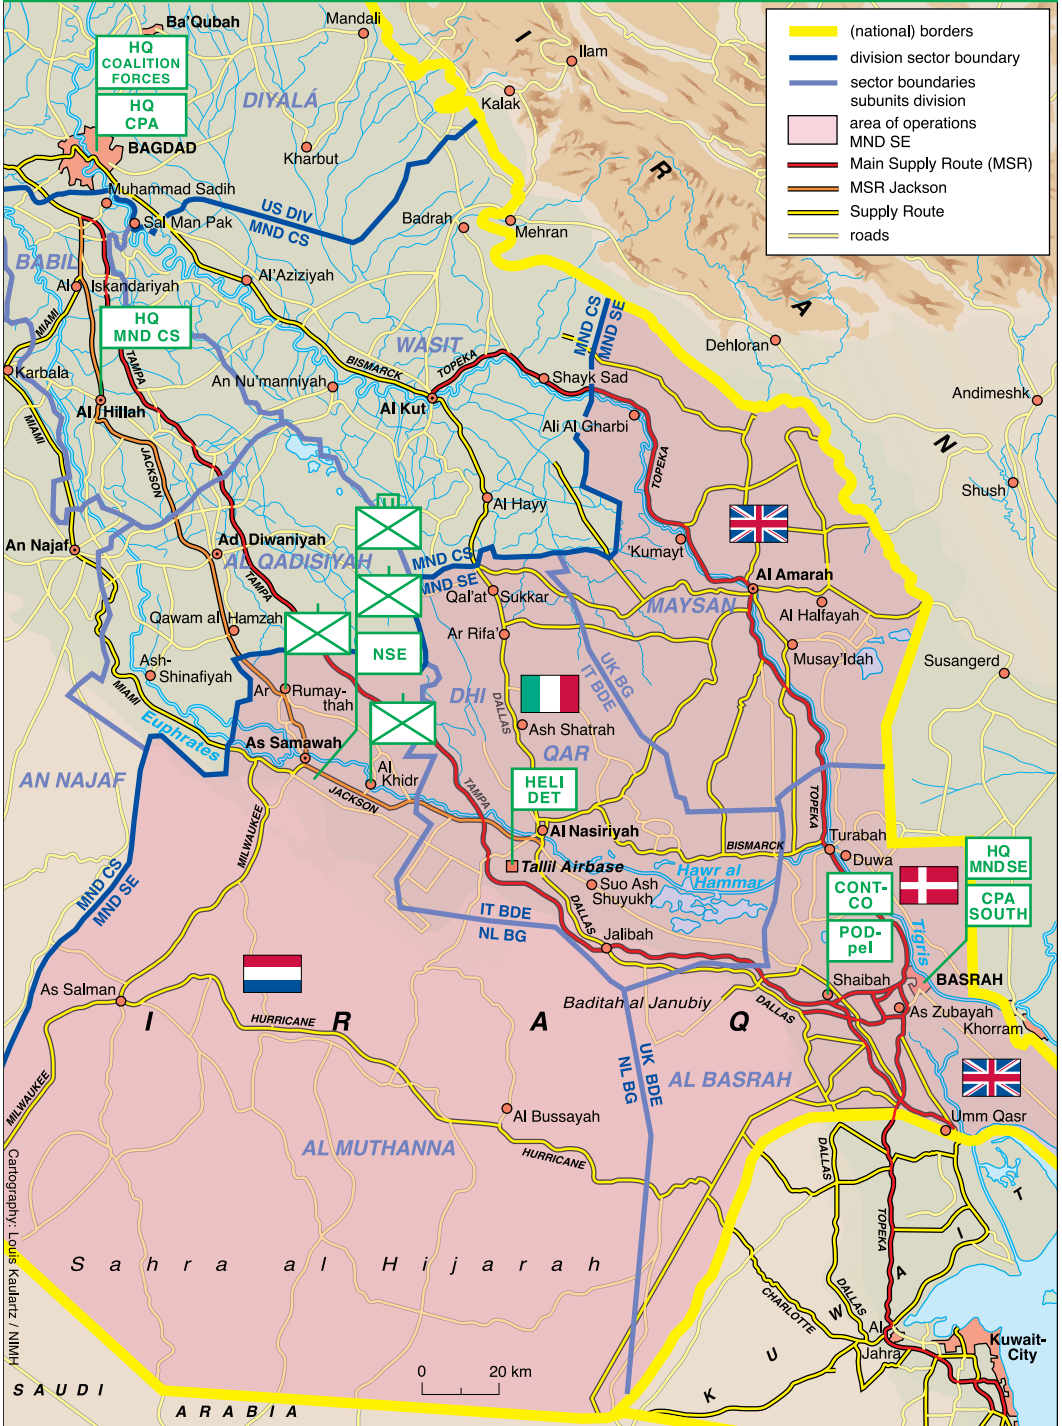 (national) borders
division sector boundary
sector boundaries
subunits division
area of operations
MND SE
Main Supply Route (MSR)
MSR Jackson
Supply Route
roads
Ba'Qubah
Mandali
HQ
COALITION
FORCES
HQ
CPA
BAGDAD
DIYALÁ
Kharbut
Ilam
Kalak
I
R
A
N
Muhammad Sadih
Sal Man Pak
US DIV
MND CS
Badrah
Mehran
BABIL
Al Iskandariyah
Al'Aziziyah
MIAMI
HQ
MND CS
TAMPA
WASIT
BISMARCK
TOPEKA
MND CS
MND SE
Dehloran
Karbala
An Nu'manniyah
Shayk Sad
Andimeshk
Al Hillah
Al Kut
Ali Al Gharbi
MIAMI
JACKSON
TOPEKA
Shush
Al Hayy
An Najaf
Ad Diwaniyah
AL QADISIYAH
MND CS
MND SE
'Kumayt
Al Amarah
TAMPA
Qal'at Sukkar
MAYSAN
Al Halfayah
Qawam al Hamzah
NSE
Ar Rifa'
Musay'Idah
Ash-
Shinafiyah
MIAMI
Ar Rumay-
thah
DHI
DALLAS
UK BG
IT BDE
Susangerd
Euphrates
As Samawah
Ash Shatrah
QAR
AN NAJAF
Al
Khidr
JACKSON
TAMPA
HELI
DET
TOPEKA
MILWAUKEE
Al Nasiriyah
BISMARCK
Turabah
Duwa
HQ
MNDSE
Tallil Airbase
Hawr al
Hammar
CONT-
CO
CPA
SOUTH
MND CS
MND SE
Suo Ash
Shuyukh
DALLAS
IT BDE
NL BG
Jalibah
POD-
pel
Tigris
As Salman
Shaibah
BASRAH
HURRICANE
Baditah al Janubiy
DALLAS
As Zubayah
Khorram
I
R
A
Q
MILWAUKEE
UK BDE
NL BG
AL BASRAH
Al Bussayah
Umm Qasr
AL MUTHANNA
HURRICANE
DALLAS
TOPEKA
Sahra al Hijarah
CHARLOTTE
DALLAS
K
U
W
A
I
T
Al
Jahra
Kuwait-
City
0 20 km
SAUDI
ARABIA
Cartography: Louis Kaulartz / NIMH